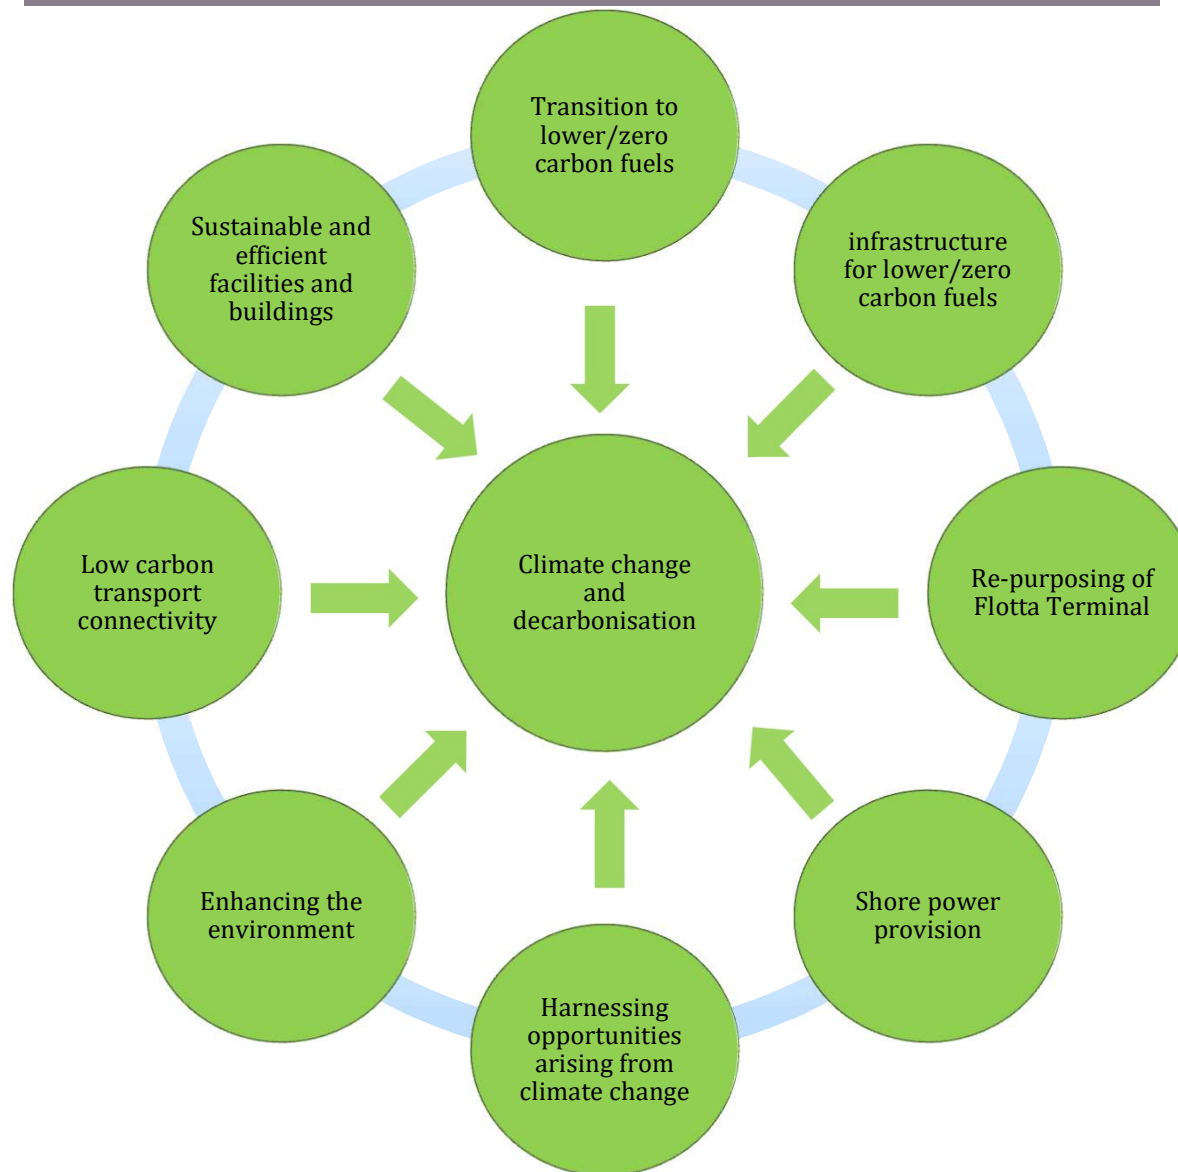 Transition to
lower/zero
carbon fuels
infrastructure
for lower/zero
carbon fuels
Re-purposing of
Flotta Terminal
Shore power
provision
Harnessing
opportunities
arising from
climate change
Enhancing the
environment
Low carbon
transport
connectivity
Sustainable and
efficient
facilities and
buildings
Climate change
and
decarbonisation